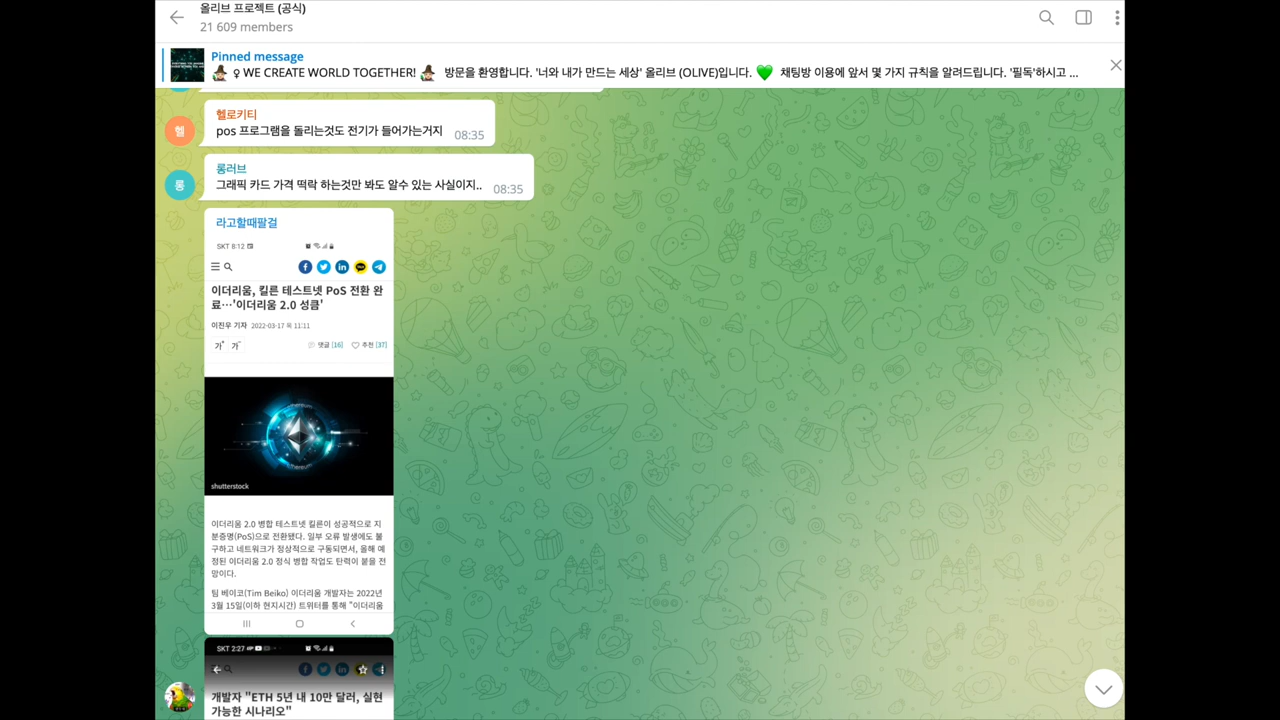 올리브 프로젝트 (공식)
21 609 members
Pinned message
♀ WE CREATE WORLD TOGETHER! 방문을 환영합니다. '너와 내가 만드는 세상' 올리브 (OLIVE)입니다. 💚 채팅방 이용에 앞서 몇 가지 규칙을 알려드립니다. '필독'하시고 ...
헬로키티
헬
pos 프로그램을 돌리는것도 전기가 들어가는거지 08:35
롱러브
롱
그래픽 카드 가격 떡락 하는것만 봐도 알수 있는 사실이지.. 08:35
라고할때팔걸
SKT 8:12
이더리움, 킬른 테스트넷 PoS 전환 완
료…'이더리움 2.0 성큼'
이진우 기자 2022-03-17 목 11:11
가+ 가- 댓글 [16] 추천 [37]
ethereum
ethereum
shutterstock
이더리움 2.0 병합 테스트넷 킬른이 성공적으로 지
분증명(PoS)으로 전환됐다. 일부 오류 발생에도 불
구하고 네트워크가 정상적으로 구동되면서, 올해 예
정된 이더리움 2.0 정식 병합 작업도 탄력이 붙을 전
망이다.
팀 베이코(Tim Beiko) 이더리움 개발자는 2022년
3월 15일(이하 현지시간) 트위터를 통해 "이더리움
SKT 2:27
개발자 "ETH 5년 내 10만 달러, 실현
가능한 시나리오"